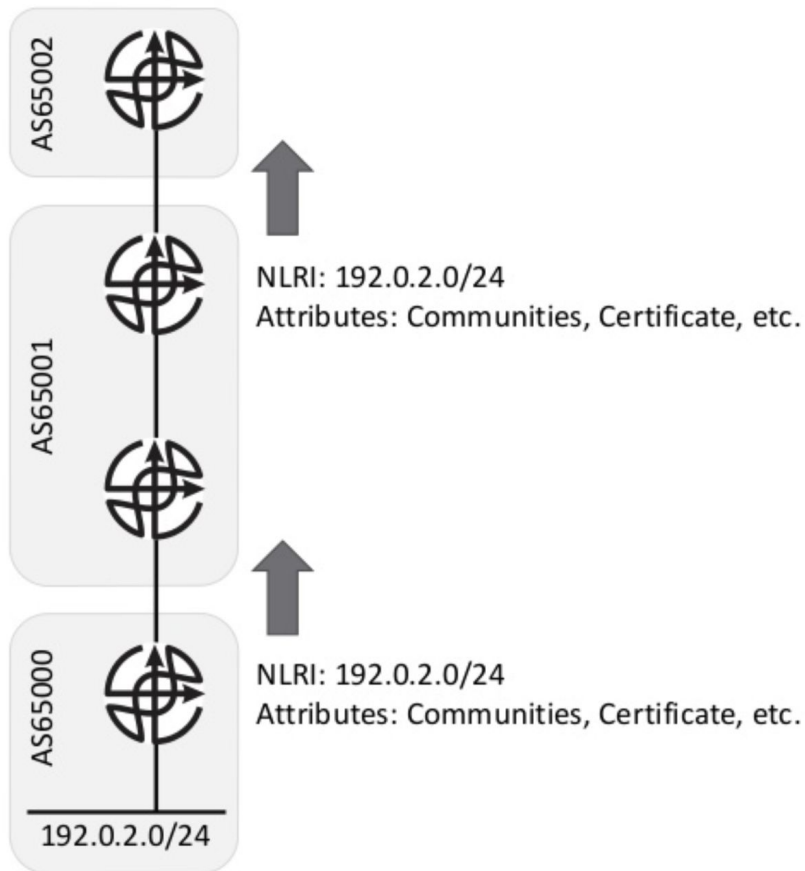 AS65002
NLRI: 192.0.2.0/24
Attributes: Communities, Certificate, etc.
AS65001
AS65000
NLRI: 192.0.2.0/24
Attributes: Communities, Certificate, etc.
192.0.2.0/24